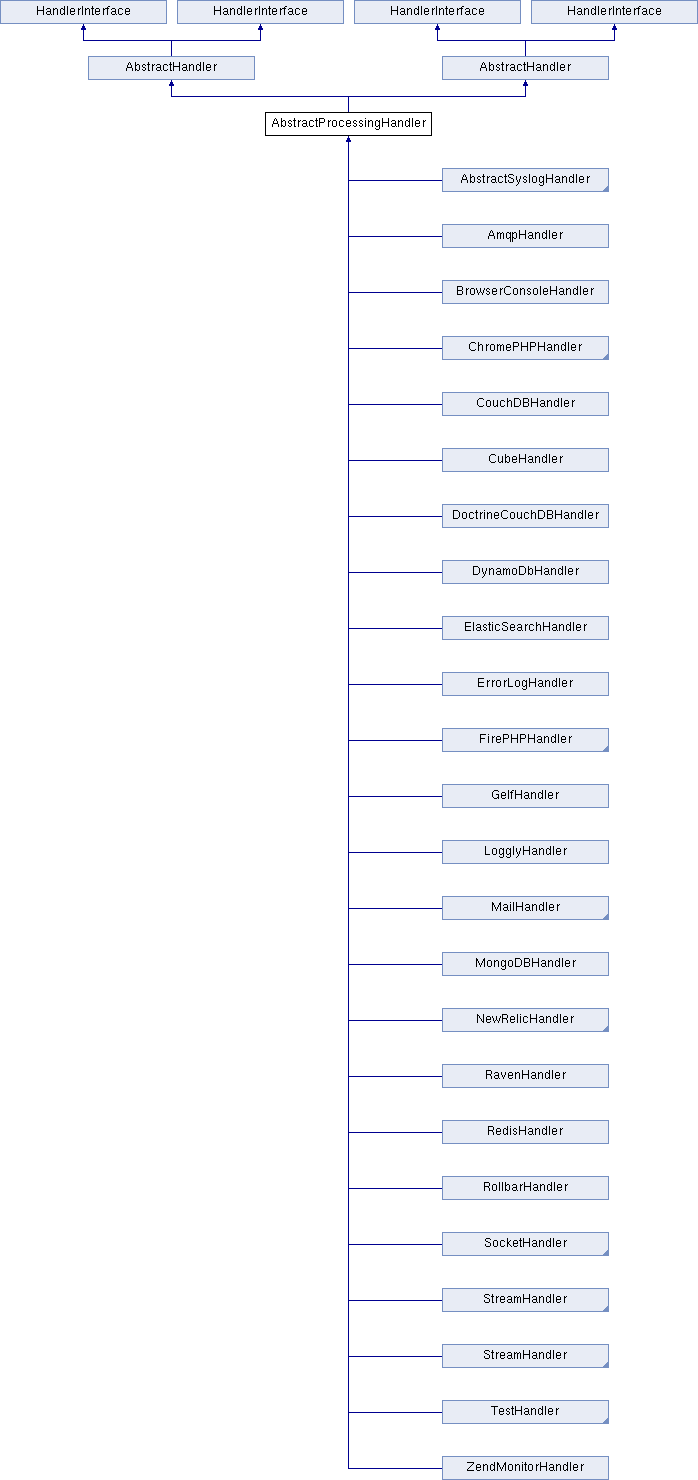 HandlerInterface
HandlerInterface
HandlerInterface
HandlerInterface
AbstractHandler
AbstractHandler
AbstractProcessingHandler
AbstractSyslogHandler
AmqpHandler
BrowserConsoleHandler
ChromePHPHandler
CouchDBHandler
CubeHandler
DoctrineCouchDBHandler
DynamoDbHandler
ElasticSearchHandler
ErrorLogHandler
FirePHPHandler
GelfHandler
LogglyHandler
MailHandler
MongoDBHandler
NewRelicHandler
RavenHandler
RedisHandler
RollbarHandler
SocketHandler
StreamHandler
StreamHandler
TestHandler
ZendMonitorHandler